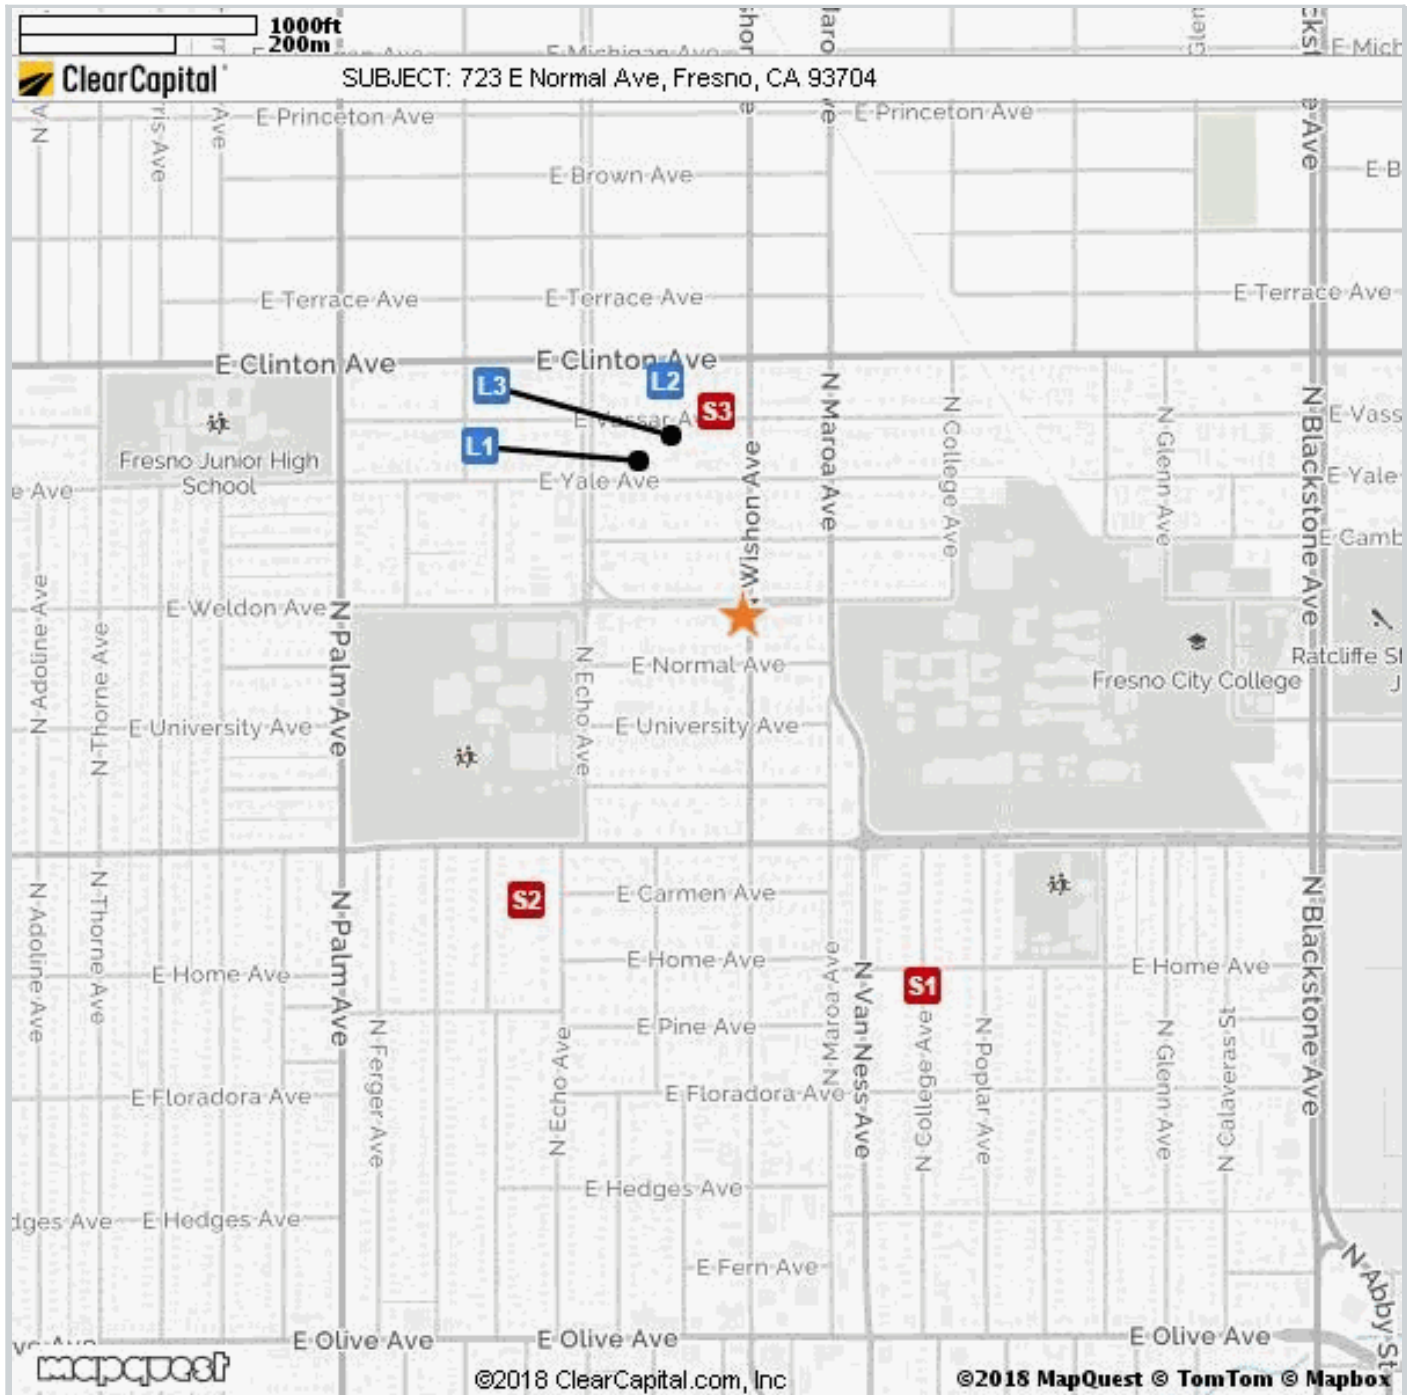 1000ft
200m
E Michigan Ave
E Mich
ClearCapital
SUBJECT: 723 E Normal Ave, Fresno, CA 93704
E Princeton Ave
E Princeton Ave
Ave
E Brown Ave
E B
E Terrace Ave
E Terrace Ave
E Terrace Ave
E Clinton Ave
E Clinton Ave
L3
L2
S3
E Vassar A
E Vass
L1
N Maroa Ave
N College Ave
N Glenn Ave
N Blackstone Ave
Fresno Junior High
School
E Yale Ave
E Yale
e Ave
N Wishon Ave
E Camb
E Weldon Ave
N Adoline Ave
N Thorne Ave
N Palm Ave
N Echo Ave
E Normal Ave
Fresno City College
Ratcliffe St
J
E University Ave
E University Ave
S2
E Carmen Ave
N Adoline Ave
N Thorne Ave
N Palm Ave
N Blackstone Ave
E Home Ave
E Home Ave
E Home Ave
S1
N Maroa Ave
N Van Ness Ave
E Pine Ave
N Ferger Ave
N Echo Ave
N College Ave
N Poplar Ave
N Glenn Ave
N Calaveras St
E Floradora Ave
E Floradora Ave
E Hedges Ave
dges Ave
E Hedges Ave
E Fern Ave
N Abby St
E Olive Ave
E Olive Ave
E Olive Ave
mapquest
©2018 ClearCapital.com, Inc
©2018 MapQuest © TomTom © Mapbox